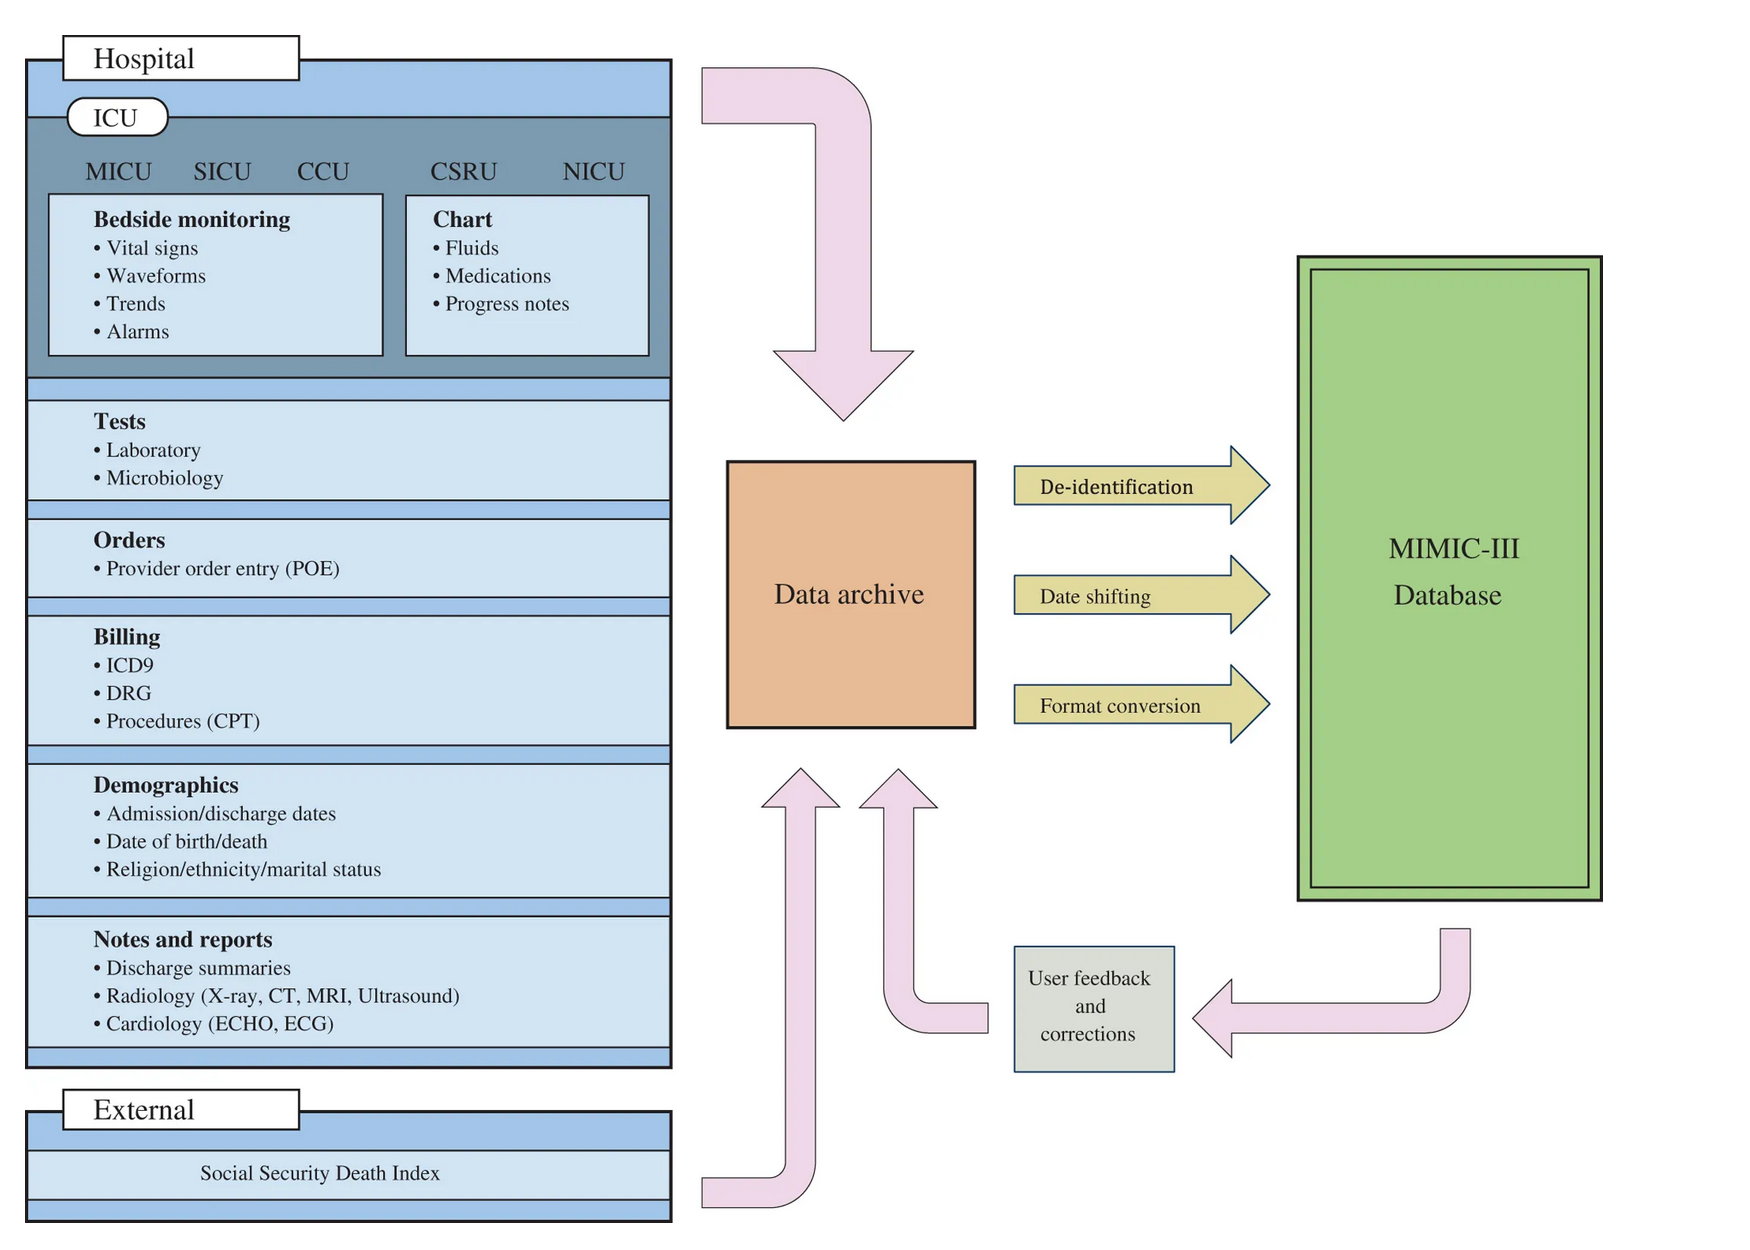 Hospital
ICU
MICU SICU CCU CSRU NICU
Bedside monitoring
• Vital signs
• Waveforms
• Trends
• Alarms
Chart
• Fluids
• Medications
• Progress notes
Tests
• Laboratory
• Microbiology
Orders
• Provider order entry (POE)
Billing
• ICD9
• DRG
• Procedures (CPT)
Demographics
• Admission/discharge dates
• Date of birth/death
• Religion/ethnicity/marital status
Notes and reports
• Discharge summaries
• Radiology (X-ray, CT, MRI, Ultrasound)
• Cardiology (ECHO, ECG)
External
Social Security Death Index
Data archive
De-identification
Date shifting
Format conversion
MIMIC-III
Database
User feedback
and
corrections